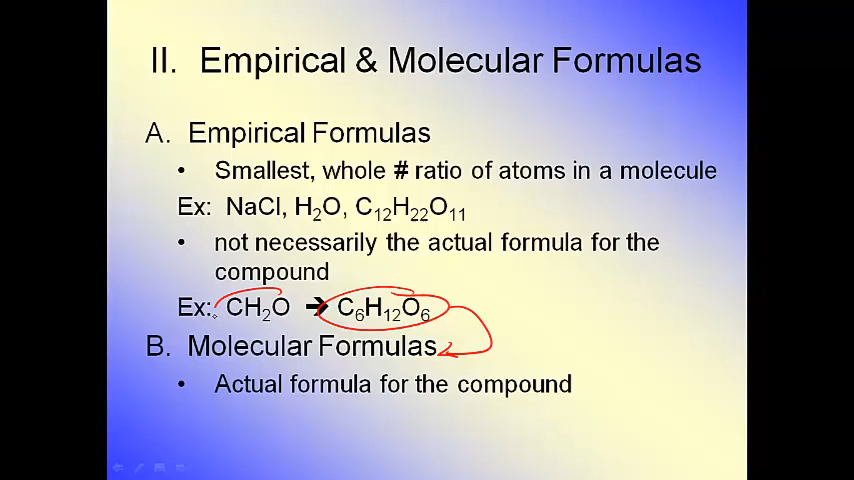 II. Empirical & Molecular Formulas
A. Empirical Formulas
• Smallest, whole # ratio of atoms in a molecule
Ex: NaCl, H₂O, C₁₂H₂₂O₁₁
• not necessarily the actual formula for the
compound
Ex: CH₂O ➔ C₆H₁₂O₆
B. Molecular Formulas
• Actual formula for the compound